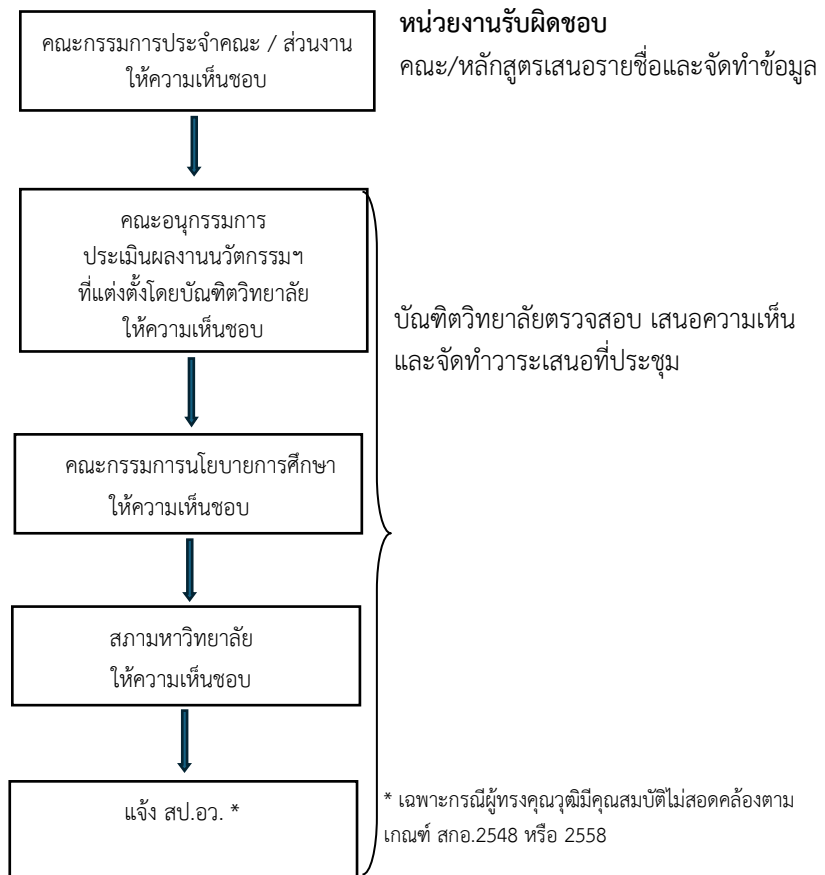 หน่วยงานรับผิดชอบ
คณะกรรมการประจำคณะ / ส่วนงาน
ให้ความเห็นชอบ
คณะ/หลักสูตรเสนอรายชื่อและจัดทำข้อมูล
คณะอนุกรรมการ
ประเมินผลงานนวัตกรรมฯ
ที่แต่งตั้งโดยบัณฑิตวิทยาลัย
ให้ความเห็นชอบ
บัณฑิตวิทยาลัยตรวจสอบ เสนอความเห็น
และจัดทำวาระเสนอที่ประชุม
คณะกรรมการนโยบายการศึกษา
ให้ความเห็นชอบ
สภามหาวิทยาลัย
ให้ความเห็นชอบ
แจ้ง สป.อว. *
* เฉพาะกรณีผู้ทรงคุณวุฒิมีคุณสมบัติไม่สอดคล้องตาม
เกณฑ์ สกอ.2548 หรือ 2558